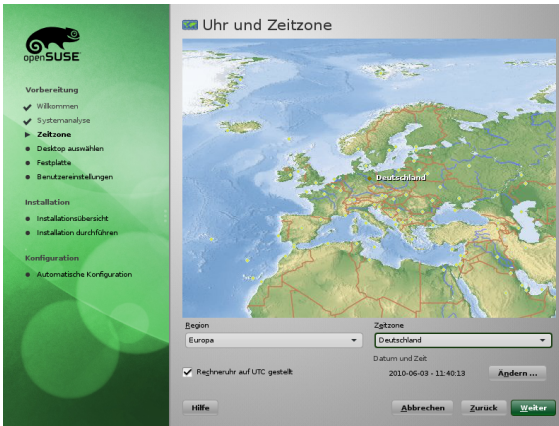 openSUSE
Vorbereitung
Willkommen
Systemanalyse
Zeitzone
Desktop auswählen
Festplatte
Benutzereinstellungen
Installation
Installationsübersicht
Installation durchführen
Konfiguration
Automatische Konfiguration
Uhr und Zeitzone
Deutschland
Region
Europa
Zeitzone
Deutschland
Rechneruhr auf UTC gestellt
Datum und Zeit
2010-06-03 - 11:40:13
Ändern ...
Hilfe
Abbrechen
Zurück
Weiter